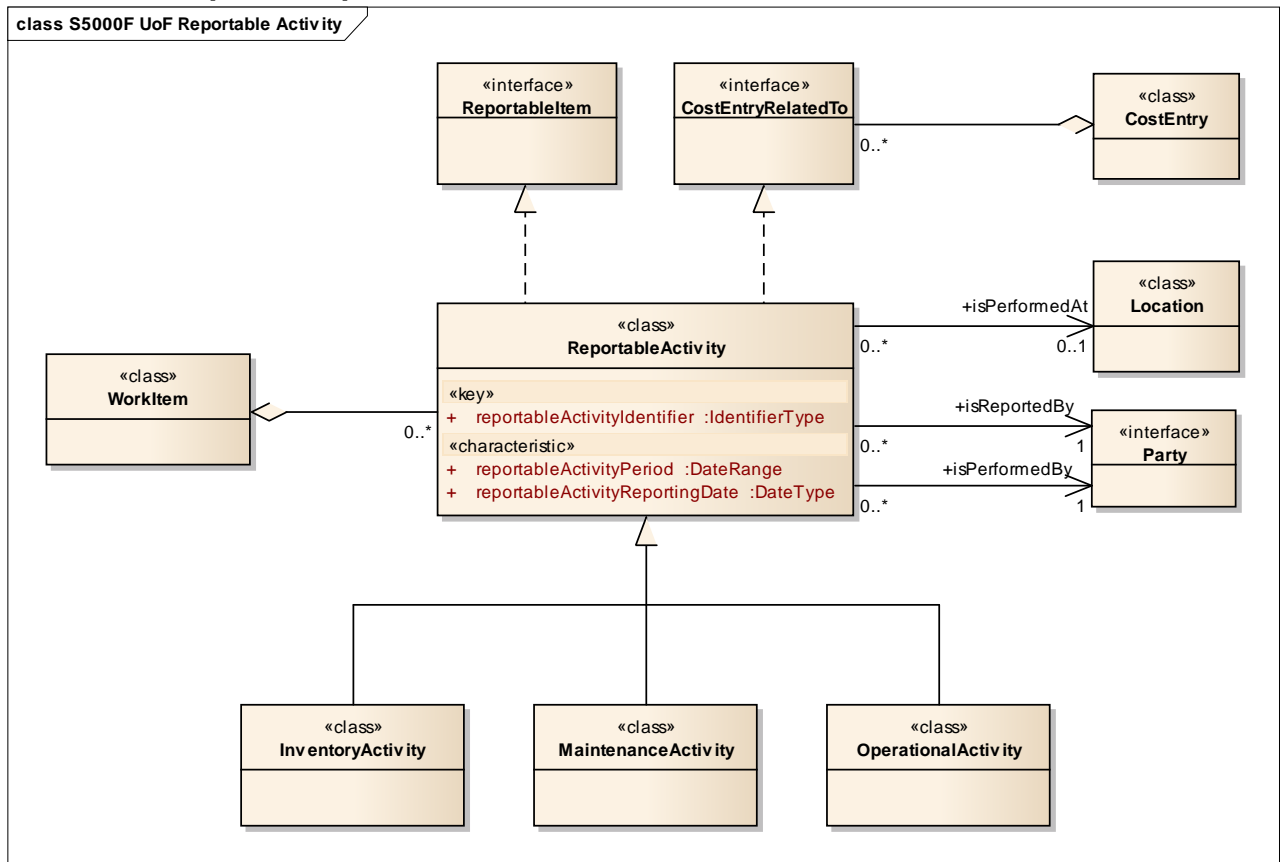 class S5000F UoF Reportable Activity
«interface»
ReportableItem
«interface»
CostEntryRelatedTo
«class»
CostEntry
0..*
«class»
Location
+isPerformedAt
0..*
0..1
«class»
ReportableActivity
«key»
+ reportableActivityIdentifier :IdentifierType
«characteristic»
+ reportableActivityPeriod :DateRange
+ reportableActivityReportingDate :DateType
«class»
WorkItem
0..*
+isReportedBy
0..*
1
«interface»
Party
+isPerformedBy
0..*
1
«class»
InventoryActivity
«class»
MaintenanceActivity
«class»
OperationalActivity